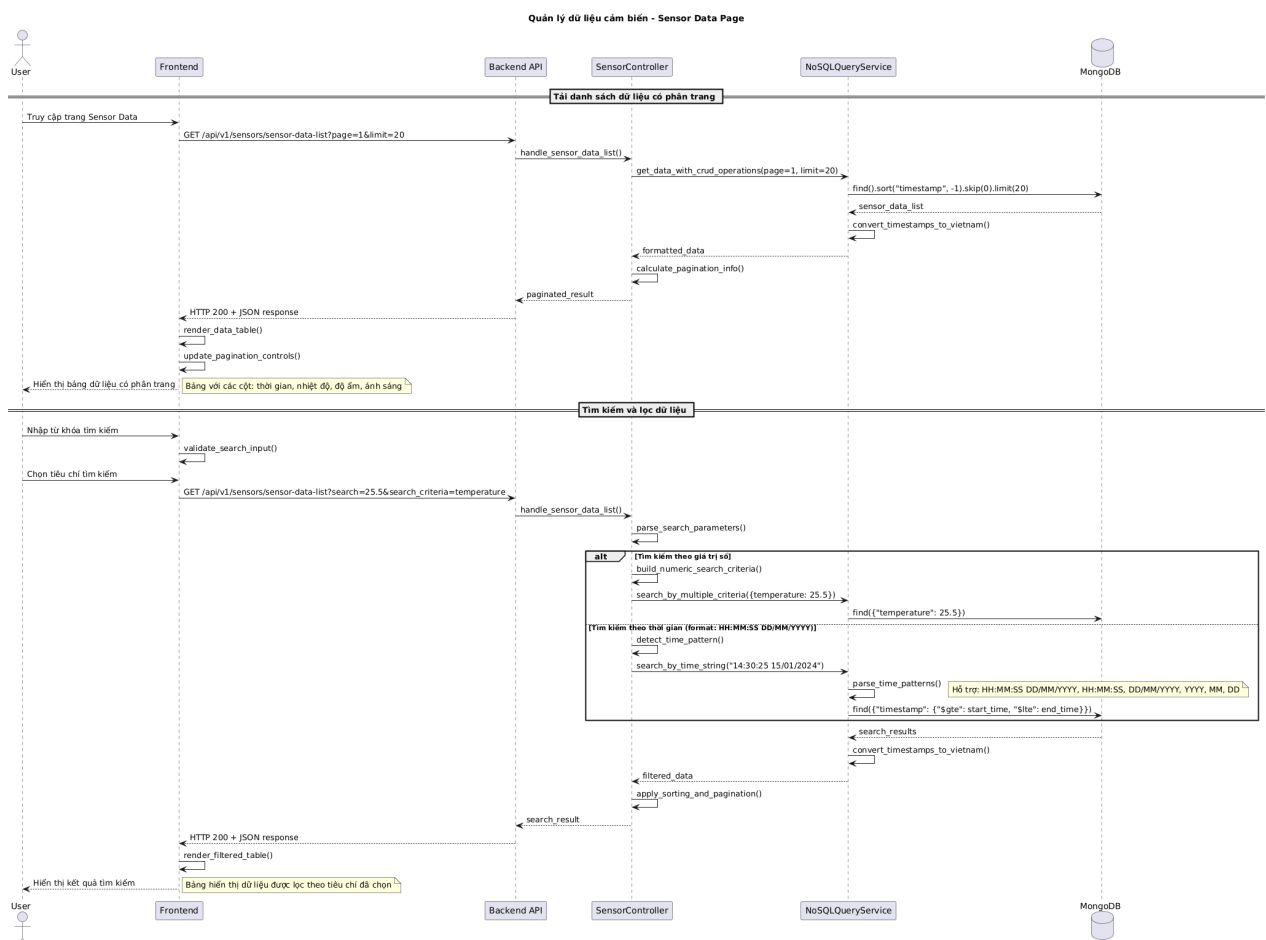 Quản lý dữ liệu cảm biến - Sensor Data Page
User
Frontend
Backend API
SensorController
NoSQLQueryService
MongoDB
Tải danh sách dữ liệu có phân trang
Truy cập trang Sensor Data
GET /api/v1/sensors/sensor-data-list?page=1&limit=20
handle_sensor_data_list()
get_data_with_crud_operations(page=1, limit=20)
find().sort("timestamp", -1).skip(0).limit(20)
sensor_data_list
convert_timestamps_to_vietnam()
formatted_data
calculate_pagination_info()
paginated_result
HTTP 200 + JSON response
render_data_table()
update_pagination_controls()
Hiển thị bảng dữ liệu có phân trang
Bảng với các cột: thời gian, nhiệt độ, độ ẩm, ánh sáng
Tìm kiếm và lọc dữ liệu
Nhập từ khóa tìm kiếm
validate_search_input()
Chọn tiêu chí tìm kiếm
GET /api/v1/sensors/sensor-data-list?search=25.5&search_criteria=temperature
handle_sensor_data_list()
parse_search_parameters()
alt
[Tìm kiếm theo giá trị số]
build_numeric_search_criteria()
search_by_multiple_criteria({temperature: 25.5})
find({"temperature": 25.5})
[Tìm kiếm theo thời gian (format: HH:MM:SS DD/MM/YYYY)]
detect_time_pattern()
search_by_time_string("14:30:25 15/01/2024")
parse_time_patterns()
Hỗ trợ: HH:MM:SS DD/MM/YYYY, HH:MM:SS, DD/MM/YYYY, YYYY, MM, DD
find({"timestamp": {"$gte": start_time, "$lte": end_time}})
search_results
convert_timestamps_to_vietnam()
filtered_data
apply_sorting_and_pagination()
search_result
HTTP 200 + JSON response
render_filtered_table()
Hiển thị kết quả tìm kiếm
Bảng hiển thị dữ liệu được lọc theo tiêu chí đã chọn
User
Frontend
Backend API
SensorController
NoSQLQueryService
MongoDB